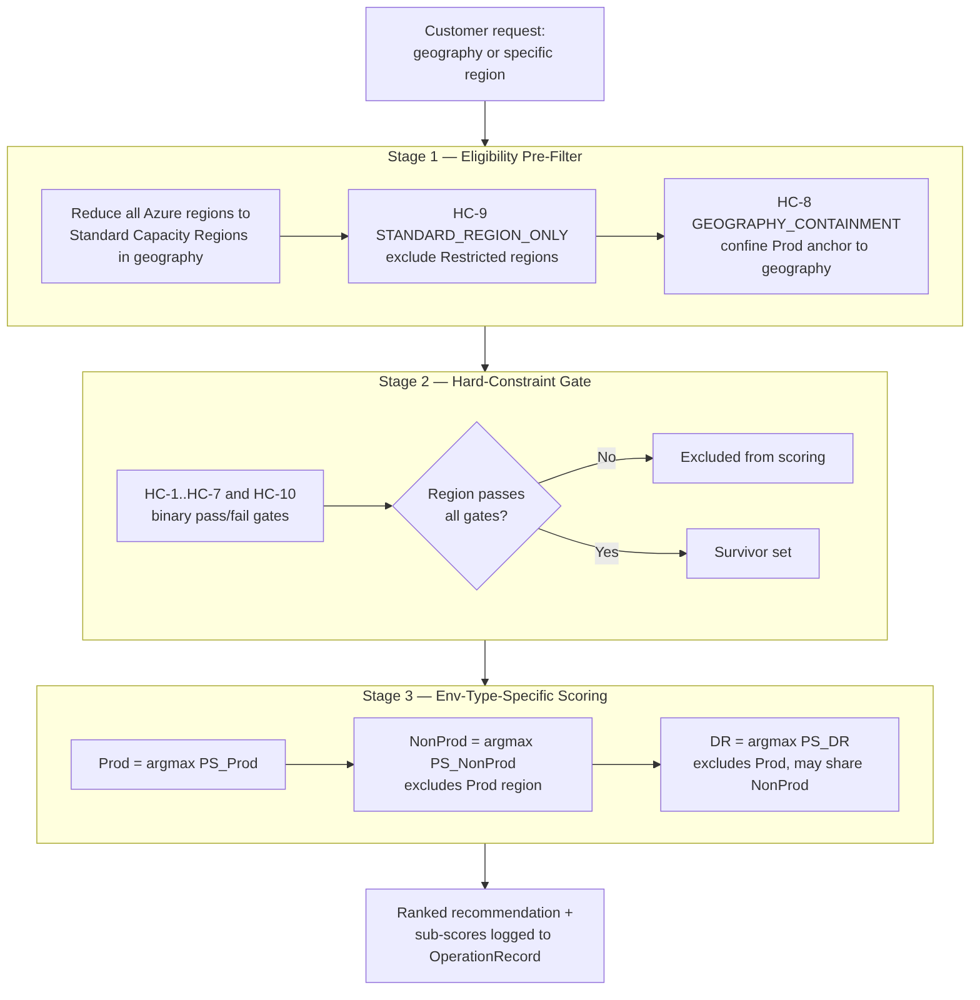 Customer request:
geography or specific
region
Stage 1 — Eligibility Pre-Filter
Reduce all Azure regions to
Standard Capacity Regions
in geography
HC-9
STANDARD_REGION_ONLY
exclude Restricted regions
HC-8
GEOGRAPHY_CONTAINMENT
confine Prod anchor to
geography
Stage 2 — Hard-Constraint Gate
HC-1..HC-7 and HC-10
binary pass/fail gates
Region passes
all gates?
No
Excluded from scoring
Yes
Survivor set
Stage 3 — Env-Type-Specific Scoring
Prod = argmax PS_Prod
NonProd = argmax
PS_NonProd
excludes Prod region
DR = argmax PS_DR
excludes Prod, may share
NonProd
Ranked recommendation +
sub-scores logged to
OperationRecord